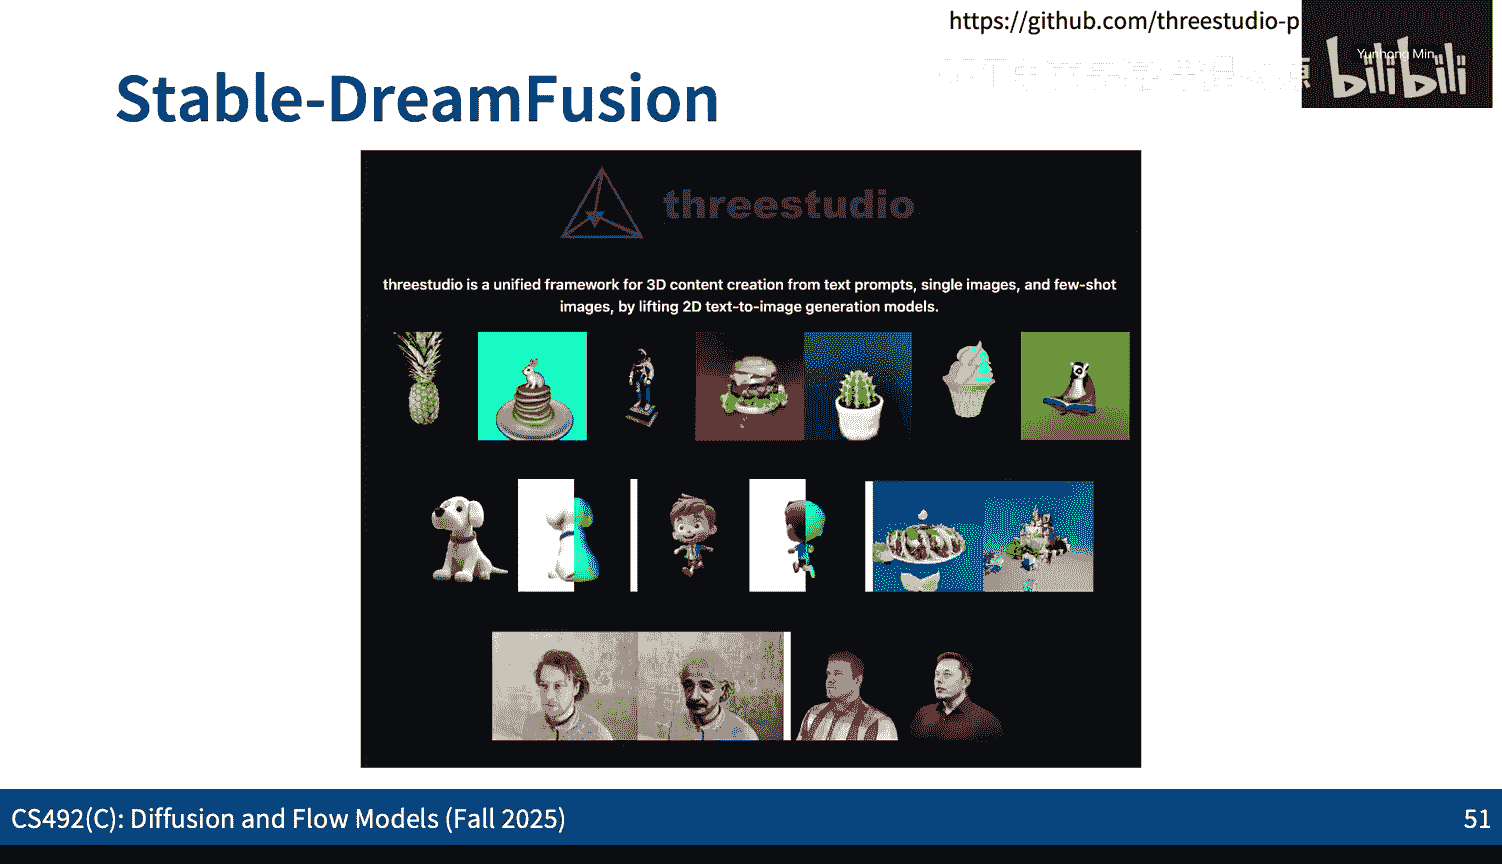 https://github.com/threestudio-p
Yunhong Min
bilibili
Stable-DreamFusion
threestudio
threestudio is a unified framework for 3D content creation from text prompts, single images, and few-shot
images, by lifting 2D text-to-image generation models.
CS492(C): Diffusion and Flow Models (Fall 2025)
51